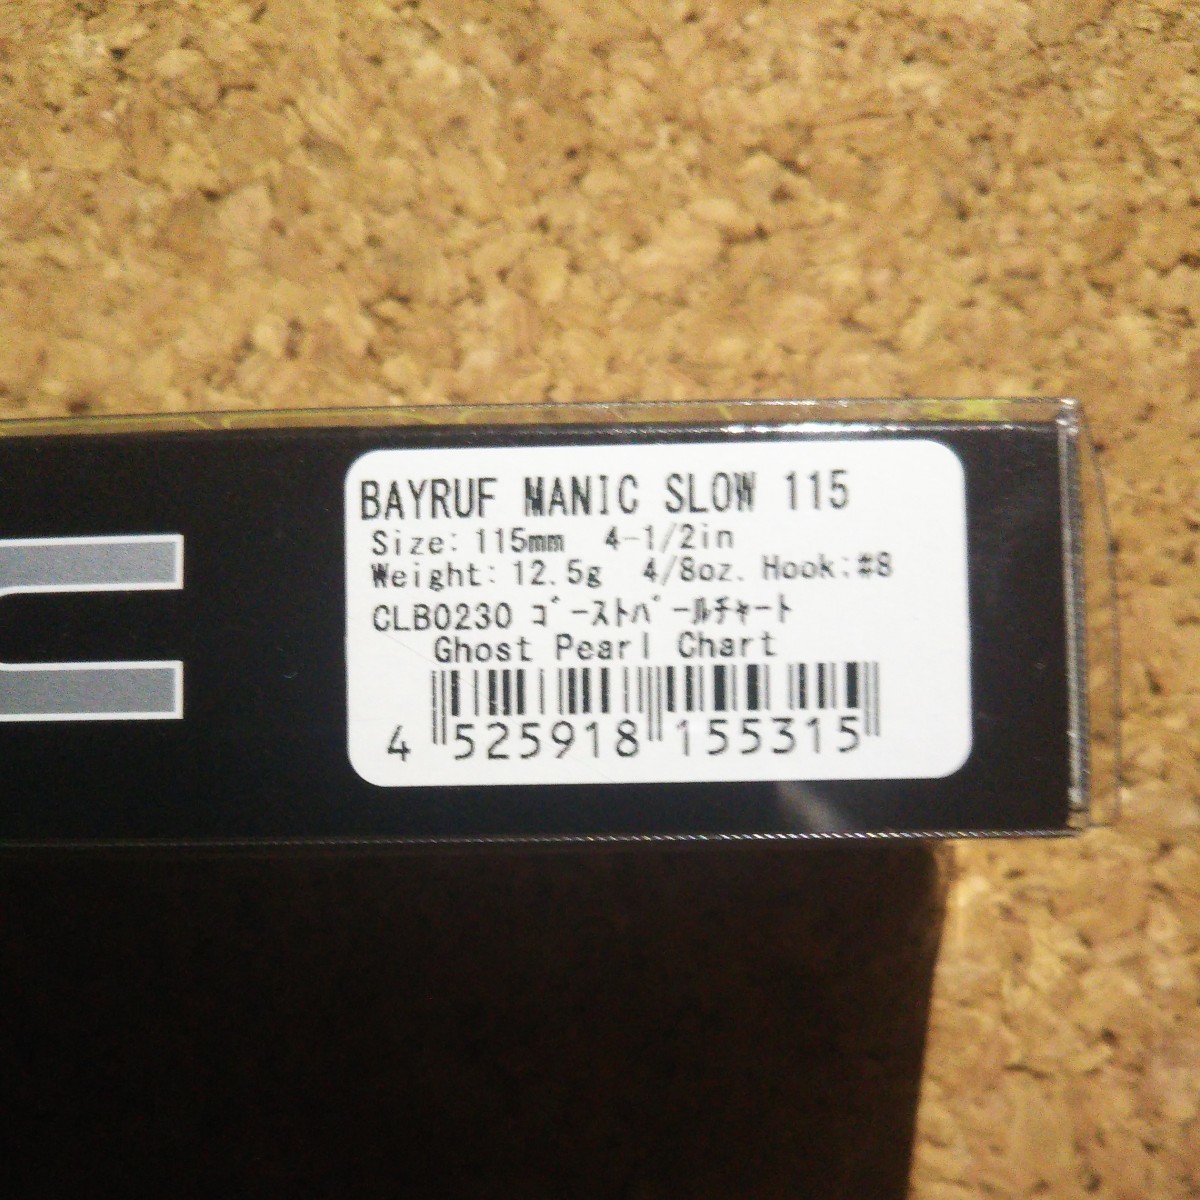 BAYRUF MANIC SLOW 115
Size: 115mm 4-1/2in
Weight: 12.5g 4/8oz. Hook:#8
CLB0230 ｺﾞｰｽﾄﾊﾟｰﾙﾁｬｰﾄ
Ghost Pearl Chart
4 525918 155315